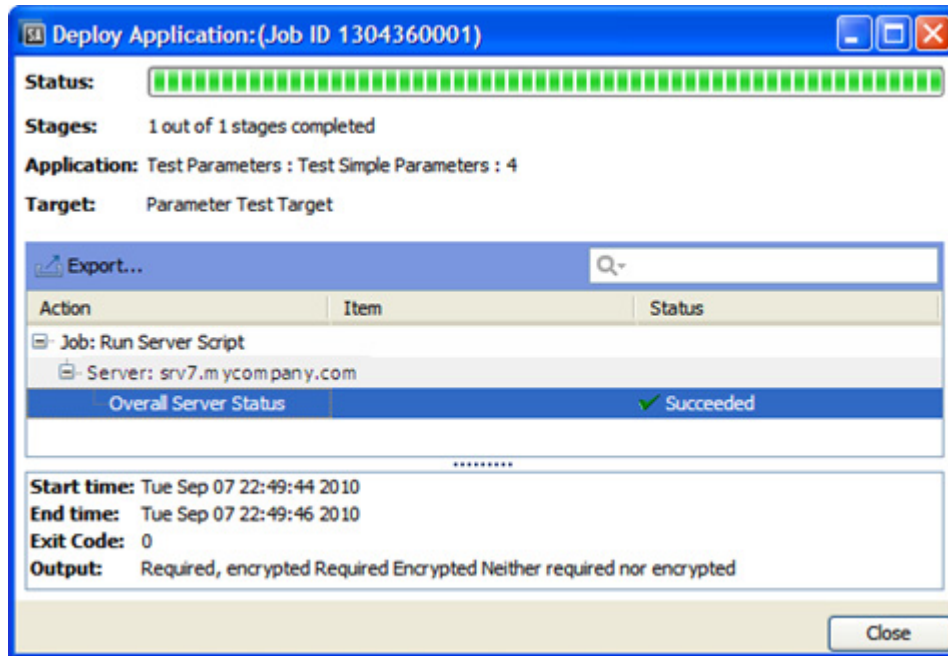 SA Deploy Application:(Job ID 1304360001)
Status:
Stages: 1 out of 1 stages completed
Application: Test Parameters : Test Simple Parameters : 4
Target: Parameter Test Target
Export...
Action Item Status
Job: Run Server Script
Server: srv7.mycompany.com
Overall Server Status Succeeded
Start time: Tue Sep 07 22:49:44 2010
End time: Tue Sep 07 22:49:46 2010
Exit Code: 0
Output: Required, encrypted Required Encrypted Neither required nor encrypted
Close